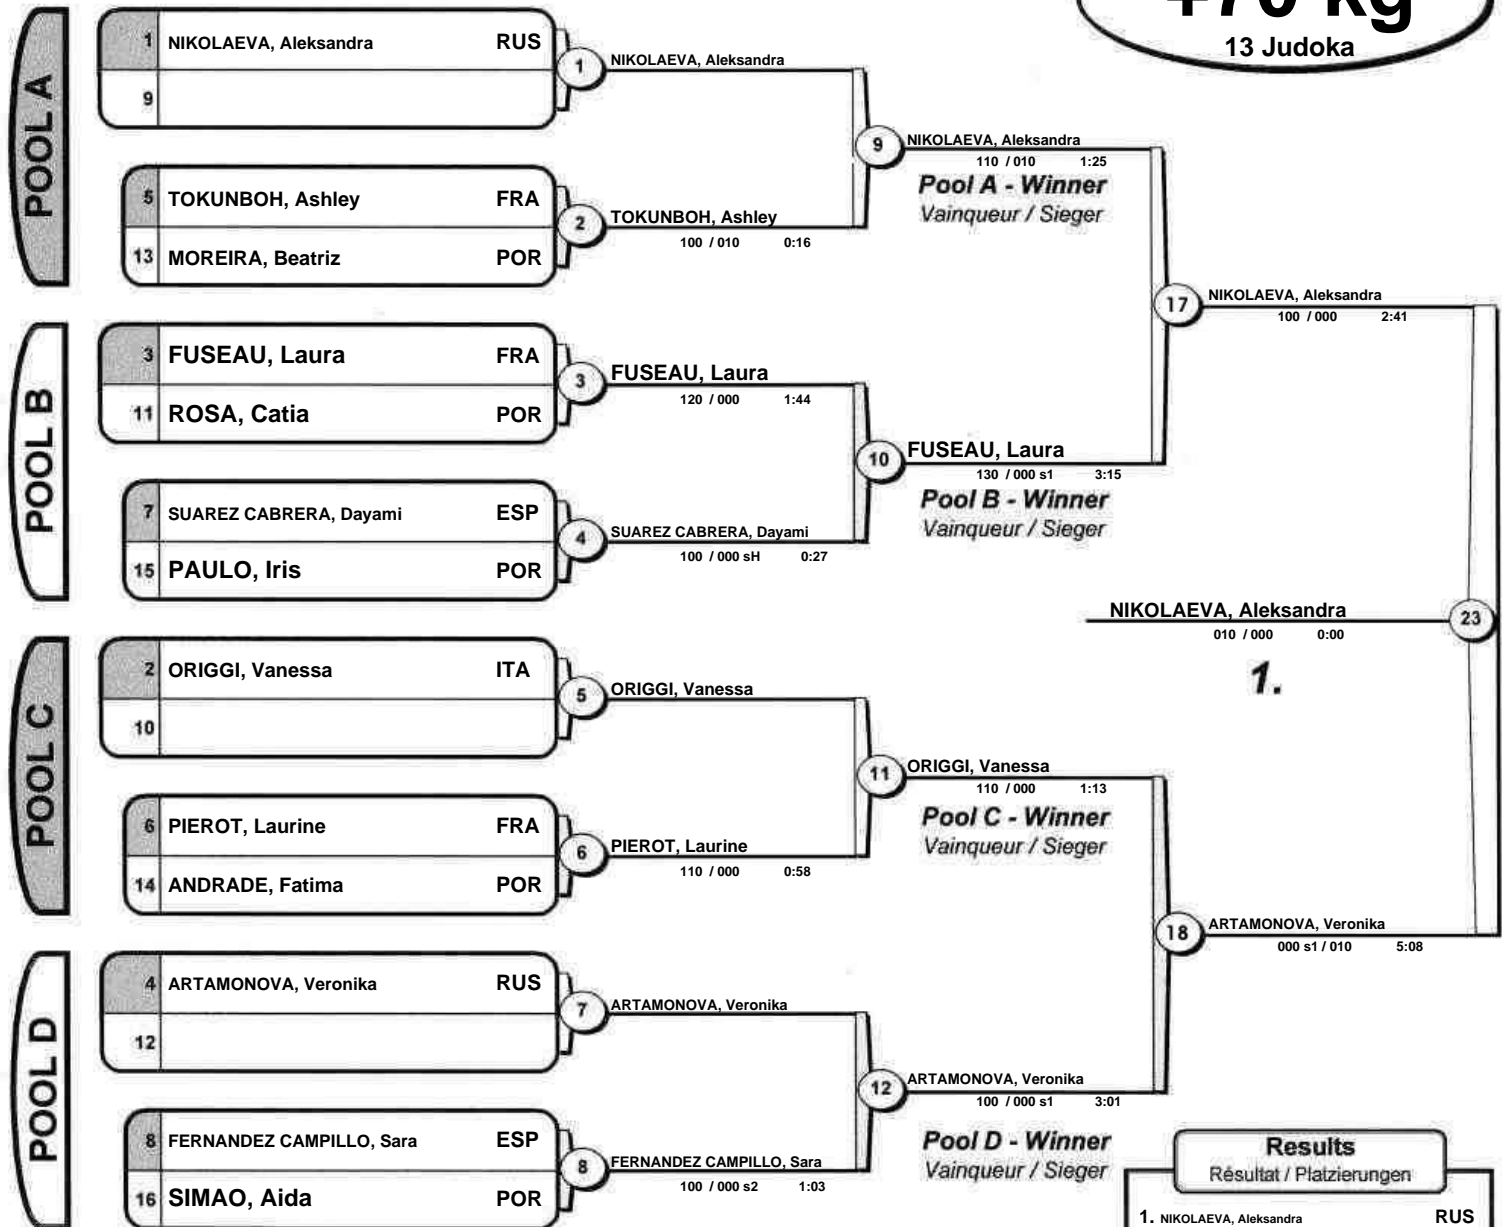 +70 kg
13 Judoka
POOL A
1 NIKOLAEVA, Aleksandra RUS
9
1 NIKOLAEVA, Aleksandra
5 TOKUNBOH, Ashley FRA
13 MOREIRA, Beatriz POR
2 TOKUNBOH, Ashley
100 / 010 0:16
9 NIKOLAEVA, Aleksandra
110 / 010 1:25
Pool A - Winner
Vainqueur / Sieger
POOL B
3 FUSEAU, Laura FRA
11 ROSA, Catia POR
3 FUSEAU, Laura
120 / 000 1:44
7 SUAREZ CABRERA, Dayami ESP
15 PAULO, Iris POR
4 SUAREZ CABRERA, Dayami
100 / 000 sH 0:27
10 FUSEAU, Laura
130 / 000 s1 3:15
Pool B - Winner
Vainqueur / Sieger
17 NIKOLAEVA, Aleksandra
100 / 000 2:41
NIKOLAEVA, Aleksandra 23
010 / 000 0:00
1.
POOL C
2 ORIGGI, Vanessa ITA
10
5 ORIGGI, Vanessa
6 PIEROT, Laurine FRA
14 ANDRADE, Fatima POR
6 PIEROT, Laurine
110 / 000 0:58
11 ORIGGI, Vanessa
110 / 000 1:13
Pool C - Winner
Vainqueur / Sieger
18 ARTAMONOVA, Veronika
000 s1 / 010 5:08
POOL D
4 ARTAMONOVA, Veronika RUS
12
7 ARTAMONOVA, Veronika
8 FERNANDEZ CAMPILLO, Sara ESP
16 SIMAO, Aida POR
8 FERNANDEZ CAMPILLO, Sara
100 / 000 s2 1:03
12 ARTAMONOVA, Veronika
100 / 000 s1 3:01
Pool D - Winner
Vainqueur / Sieger
Results
Résultat / Platzierungen
1. NIKOLAEVA, Aleksandra RUS